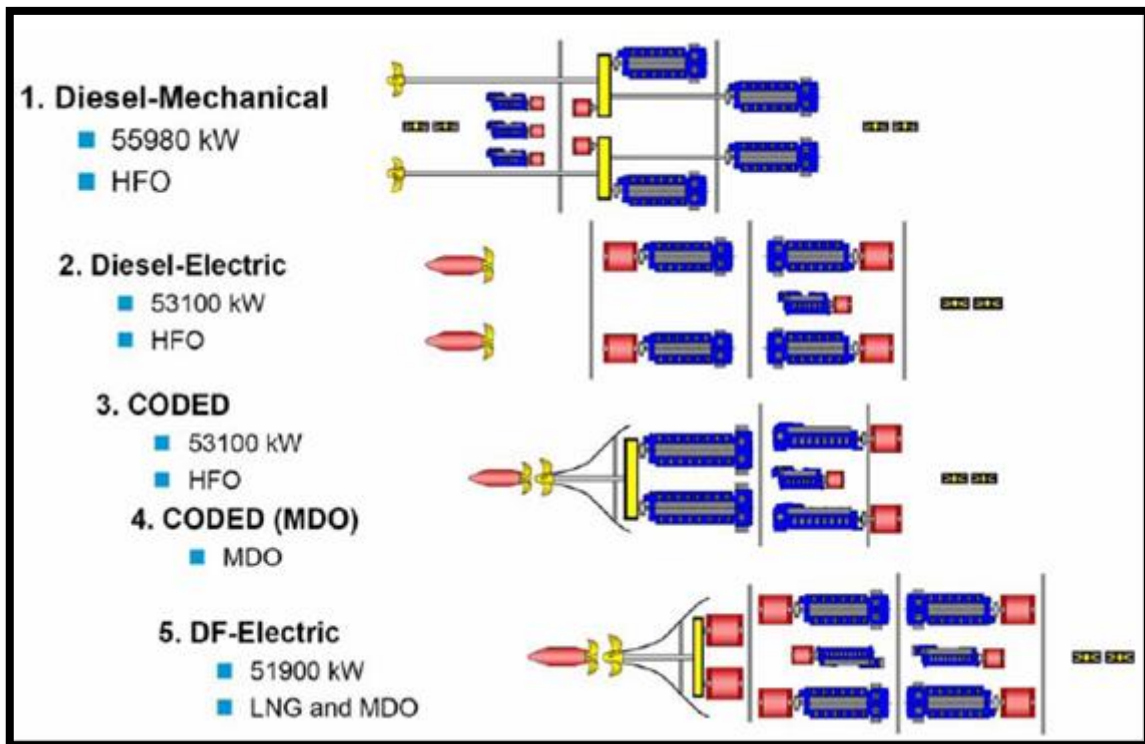 1. Diesel-Mechanical
55980 kW
HFO
2. Diesel-Electric
53100 kW
HFO
3. CODED
53100 kW
HFO
4. CODED (MDO)
MDO
5. DF-Electric
51900 kW
LNG and MDO